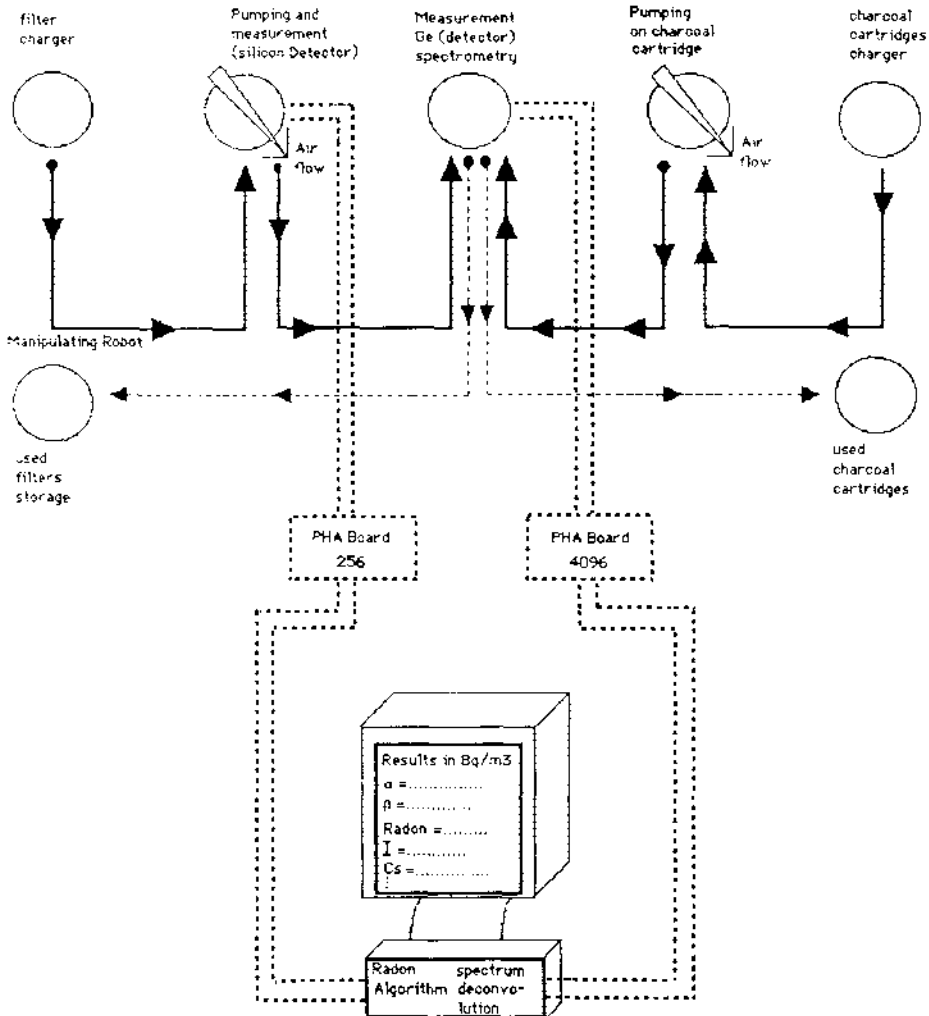 filter
charger
Pumping and
measurement
(silicon Detector)
Measurement
Ge (detector)
spectrometry
Pumping
on charcoal
cartridge
charcoal
cartridges
charger
Air
flow
Air
flow
Manipulating Robot
used
filters
storage
used
charcoal
cartridges
PHA Board
256
PHA Board
4096
Results in Bq/m3
α =...............
β =.............
Radon =.........
I =............
Cs =...............
Radon
Algorithm
spectrum
deconvo-
lution